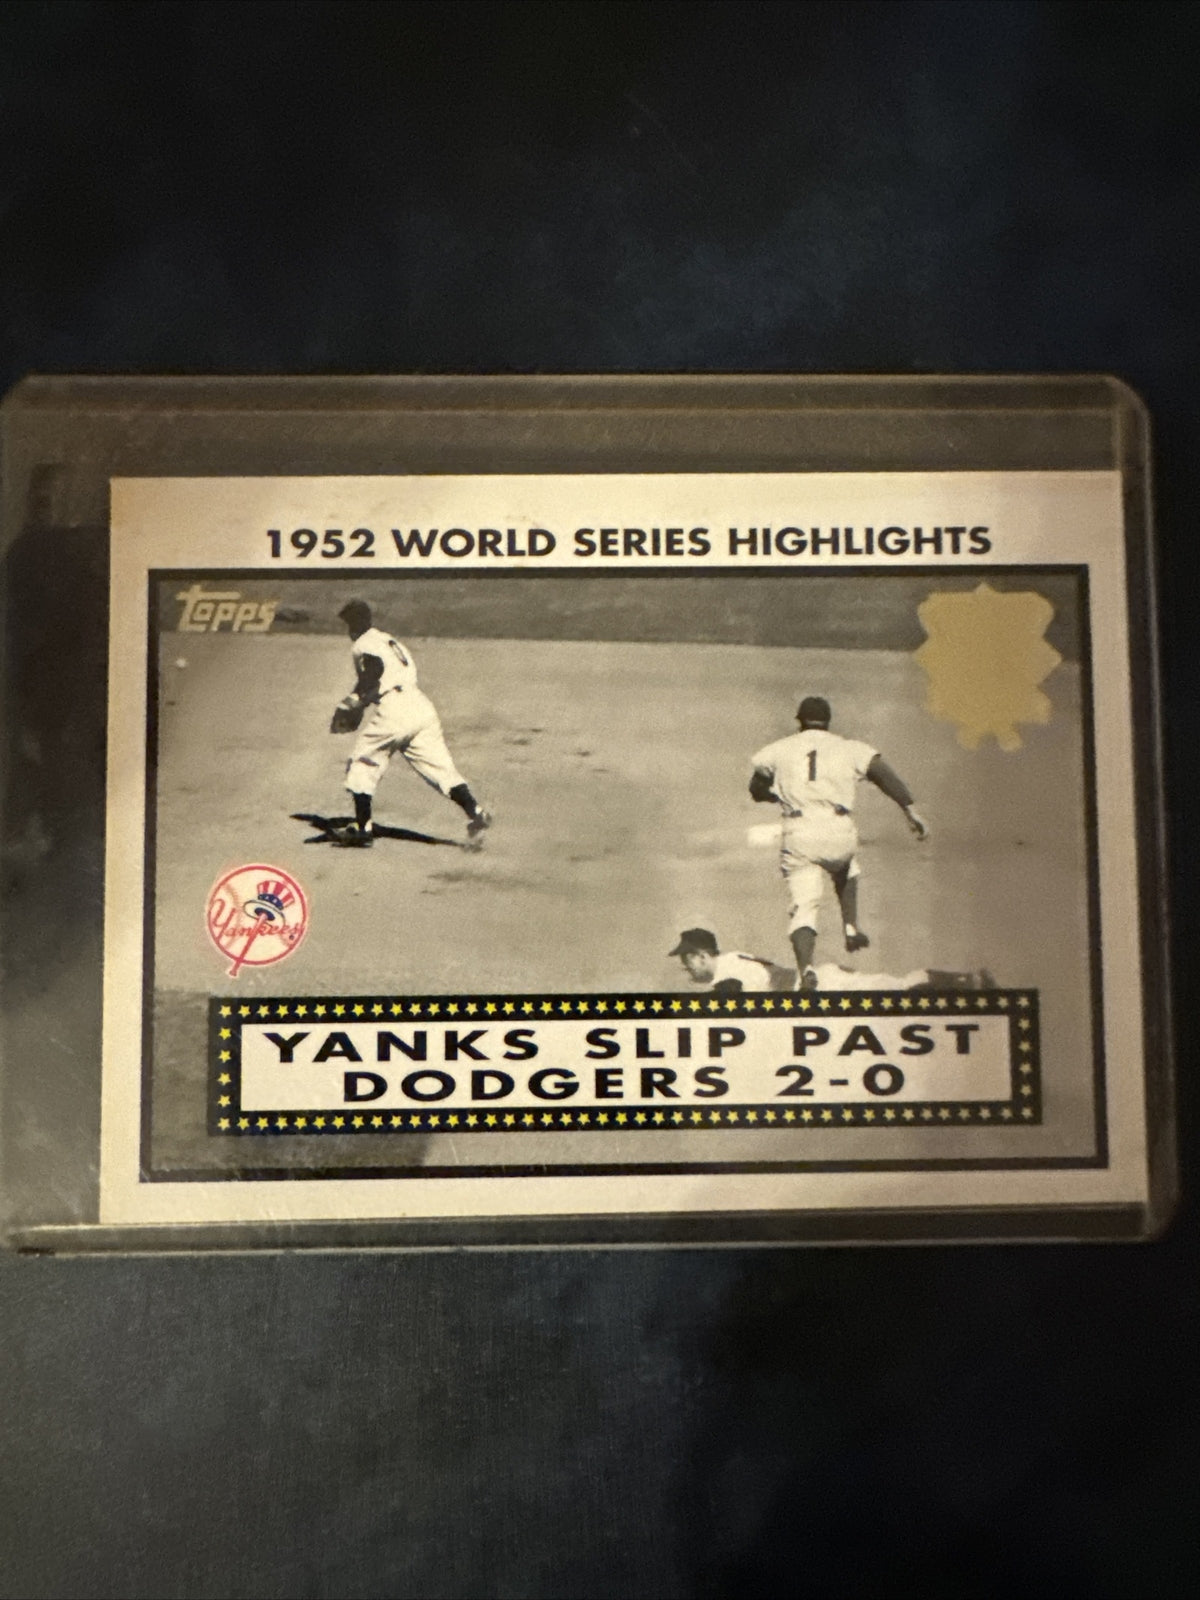 1952 WORLD SERIES HIGHLIGHTS
Topps
1
Yankees
YANKS SLIP PAST
DODGERS 2-0